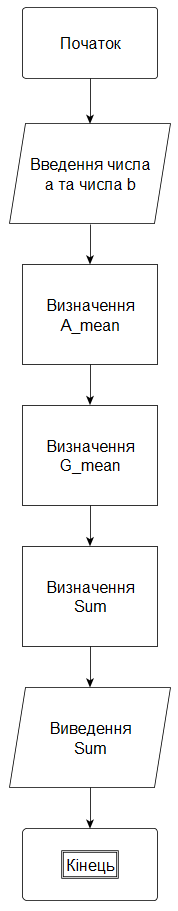 Початок
Введення числа
а та числа b
Визначення
A_mean
Визначення
G_mean
Визначення
Sum
Виведення
Sum
Кінець